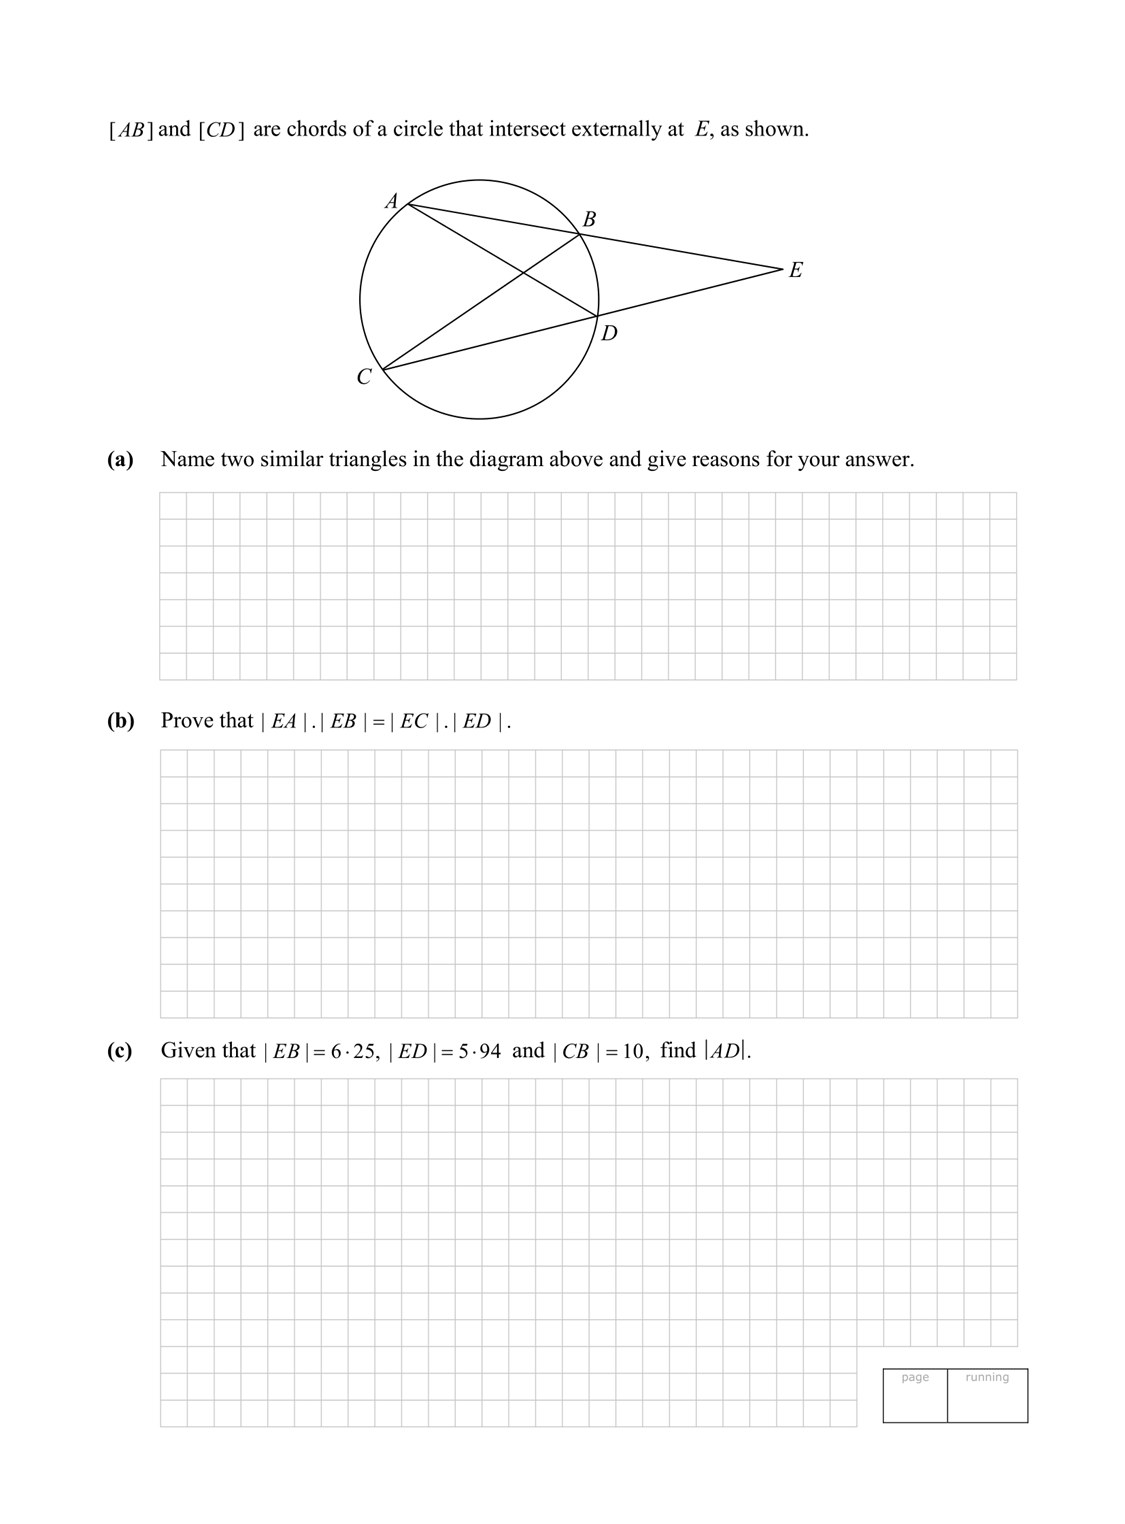 [AB] and [CD] are chords of a circle that intersect externally at E, as shown.
A
B
E
D
C
(a) Name two similar triangles in the diagram above and give reasons for your answer.
(b) Prove that | EA | . | EB | = | EC | . | ED | .
(c) Given that | EB | = 6·25, | ED | = 5·94 and | CB | = 10, find |AD|.
page running